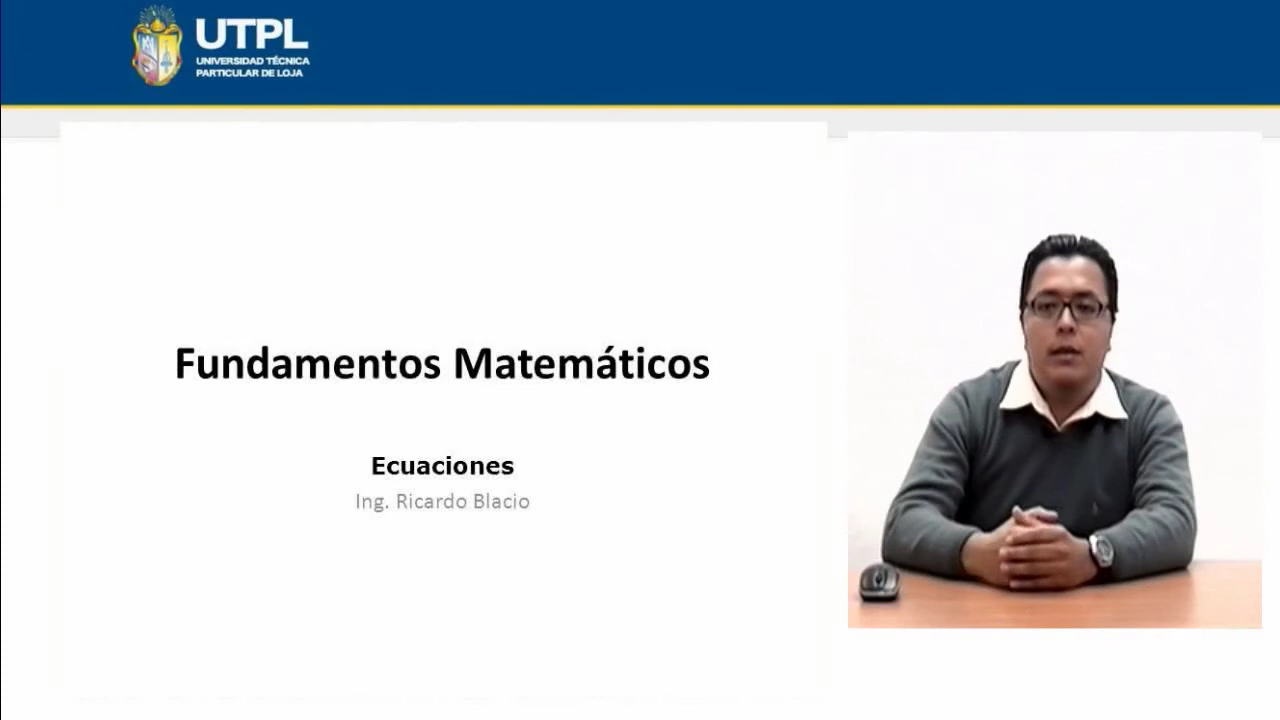 UTPL
UNIVERSIDAD TÉCNICA
PARTICULAR DE LOJA
Fundamentos Matemáticos
Ecuaciones
Ing. Ricardo Blacio